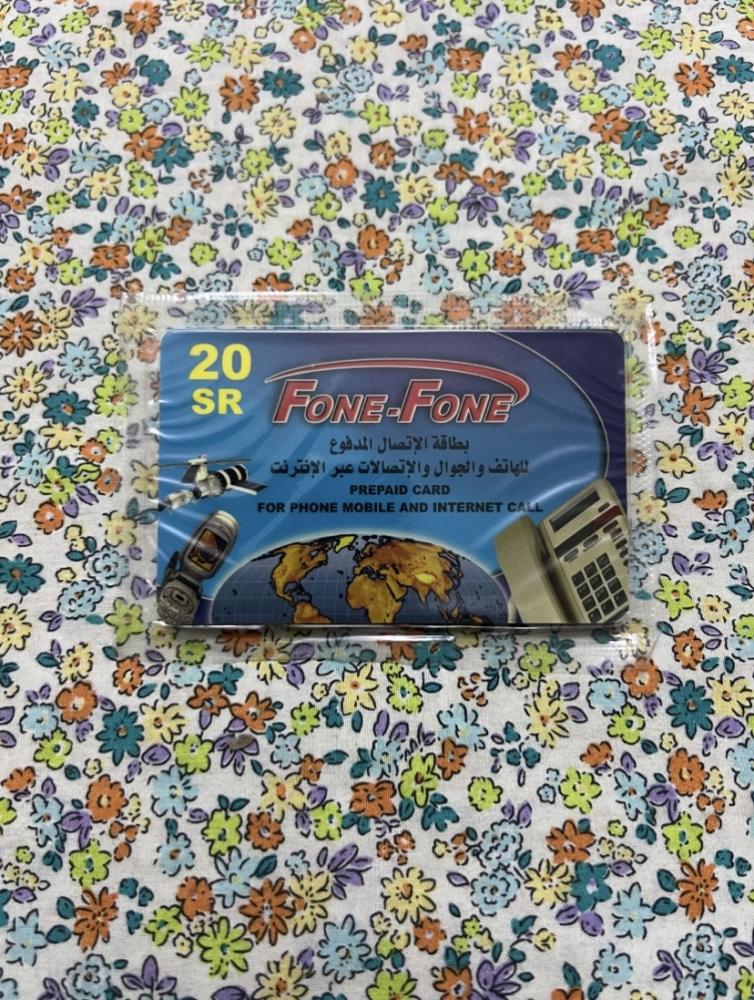 20
SR
FONE-FONE
بطاقة الإتصال المدفوع
للهاتف والجوال والإتصالات عبر الإنترنت
PREPAID CARD
FOR PHONE MOBILE AND INTERNET CALL